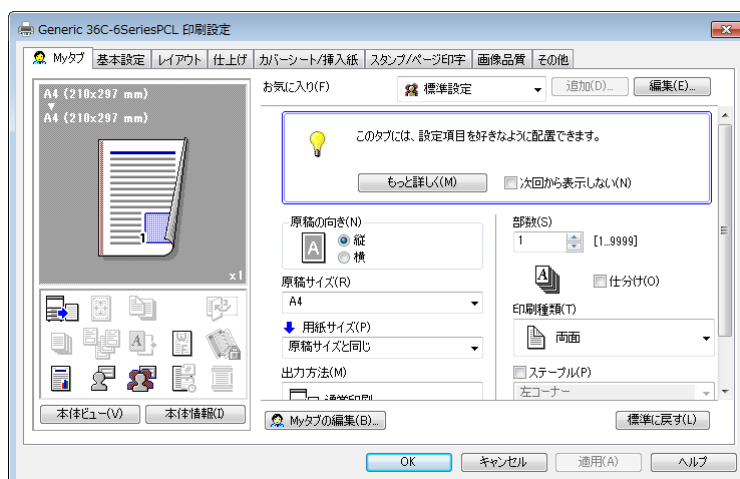 Generic 36C-6SeriesPCL 印刷設定
Myタブ 基本設定 レイアウト 仕上げ カバーシート/挿入紙 スタンプ/ページ印字 画像品質 その他
A4 (210x297 mm)
A4 (210x297 mm)
1
x1
本体ビュー(V) 本体情報(I)
お気に入り(F) 標準設定 追加(D)... 編集(E)...
このタブには、設定項目を好きなように配置できます。
もっと詳しく(M) 次回から表示しない(N)
原稿の向き(N)
A
縦
横
原稿サイズ(R)
A4
用紙サイズ(P)
原稿サイズと同じ
出力方法(M)
通常印刷
部数(S)
1 [1..9999]
仕分け(O)
印刷種類(T)
両面
ステープル(P)
左コーナー
Myタブの編集(B)... 標準に戻す(L)
OK キャンセル 適用(A) ヘルプ